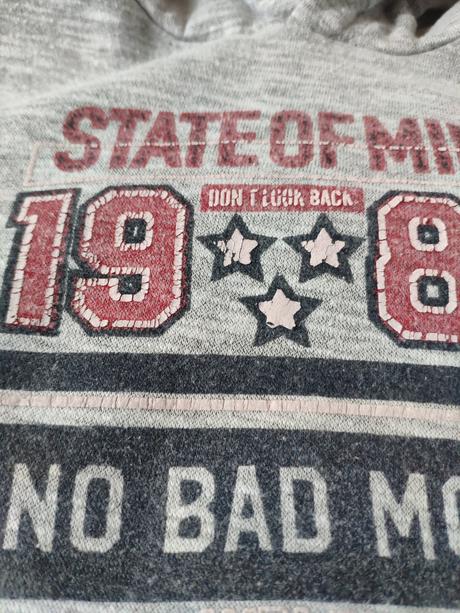 STATE OF MI
DON'T LOOK BACK
19 8
NO BAD MO